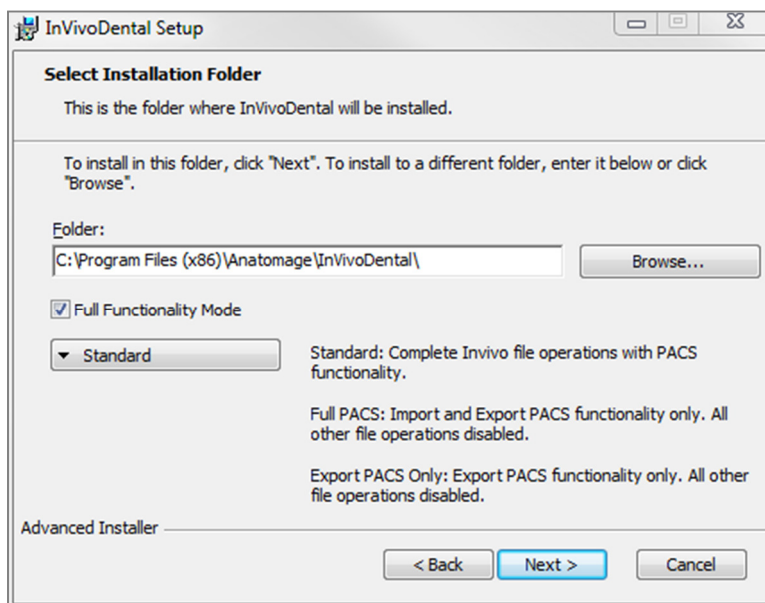 InVivoDental Setup
Select Installation Folder
This is the folder where InVivoDental will be installed.
To install in this folder, click "Next". To install to a different folder, enter it below or click
"Browse".
Folder:
C:\Program Files (x86)\Anatomage\InVivoDental\
Browse...
Full Functionality Mode
Standard
Standard: Complete Invivo file operations with PACS
functionality.
Full PACS: Import and Export PACS functionality only. All
other file operations disabled.
Export PACS Only: Export PACS functionality only. All other
file operations disabled.
Advanced Installer
< Back
Next >
Cancel